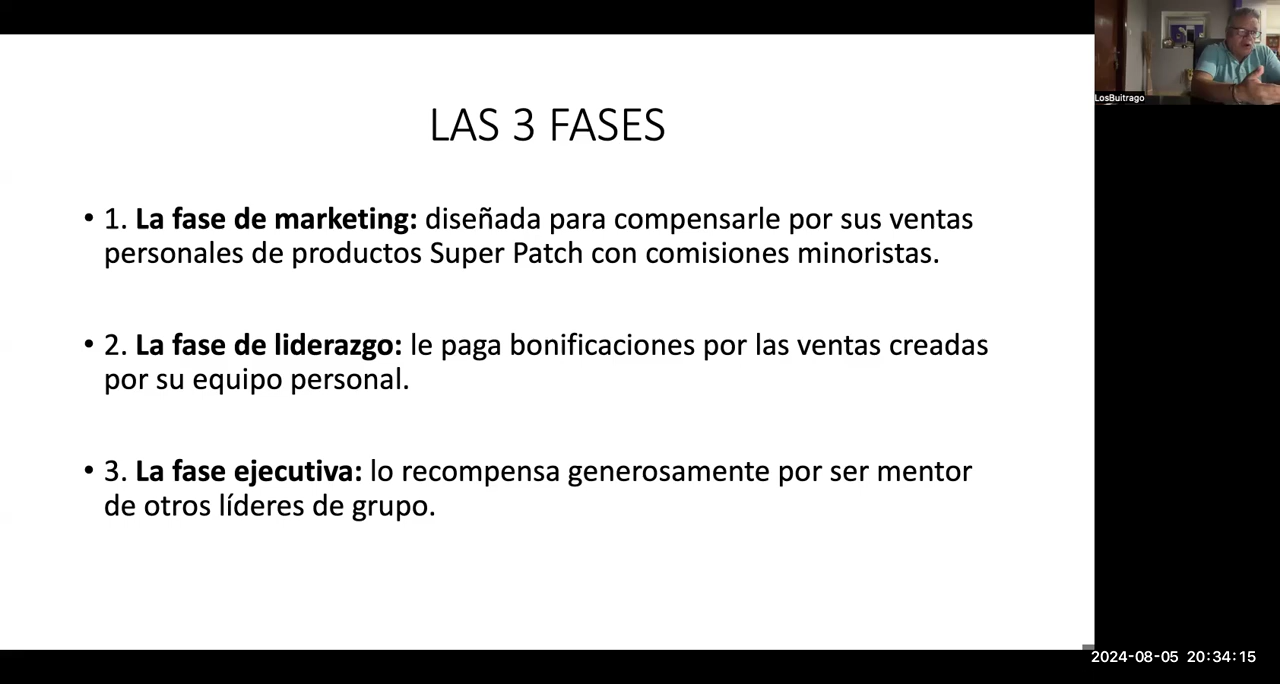 LAS 3 FASES
• 1. La fase de marketing: diseñada para compensarle por sus ventas
personales de productos Super Patch con comisiones minoristas.
• 2. La fase de liderazgo: le paga bonificaciones por las ventas creadas
por su equipo personal.
• 3. La fase ejecutiva: lo recompensa generosamente por ser mentor
de otros líderes de grupo.
LosBuitrago
2024-08-05 20:34:15